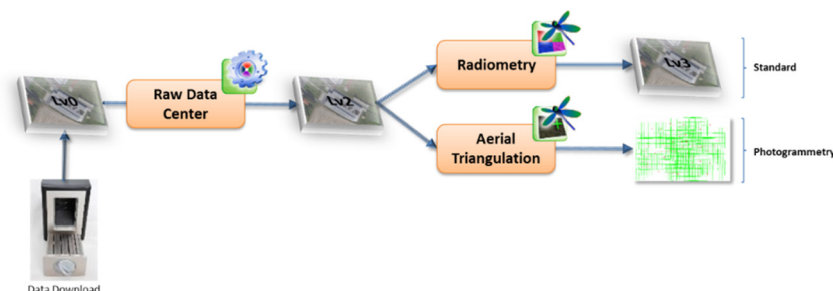 Lv0
Raw Data
Center
Lv2
Radiometry
Lv3
Standard
Aerial
Triangulation
Photogrammetry
Data Download